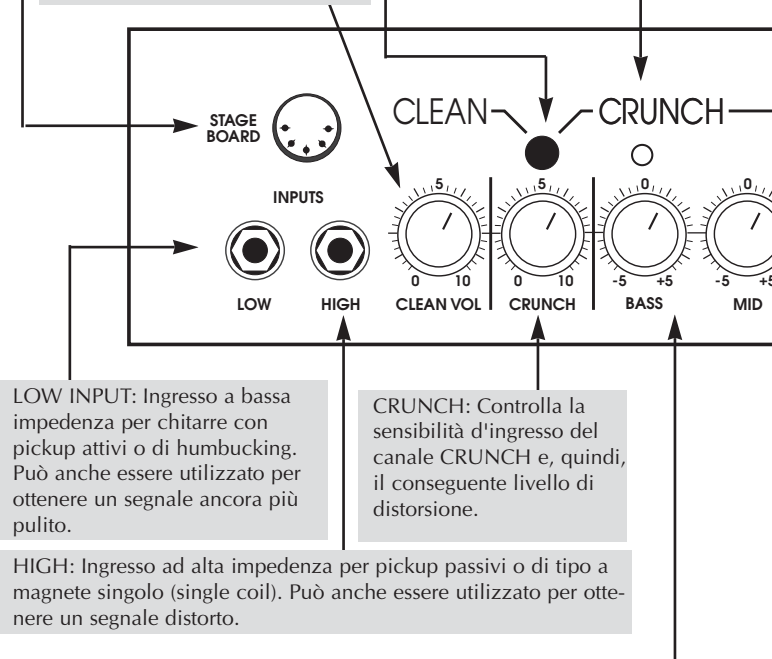 STAGE
BOARD
CLEAN
CRUNCH
INPUTS
LOW
HIGH
5
0 10
CLEAN VOL
5
0 10
CRUNCH
0
-5 +5
BASS
0
-5 +5
MID
LOW INPUT: Ingresso a bassa
impedenza per chitarre con
pickup attivi o di humbucking.
Può anche essere utilizzato per
ottenere un segnale ancora più
pulito.
CRUNCH: Controlla la
sensibilità d'ingresso del
canale CRUNCH e, quindi,
il conseguente livello di
distorsione.
HIGH: Ingresso ad alta impedenza per pickup passivi o di tipo a
magnete singolo (single coil). Può anche essere utilizzato per otte-
nere un segnale distorto.